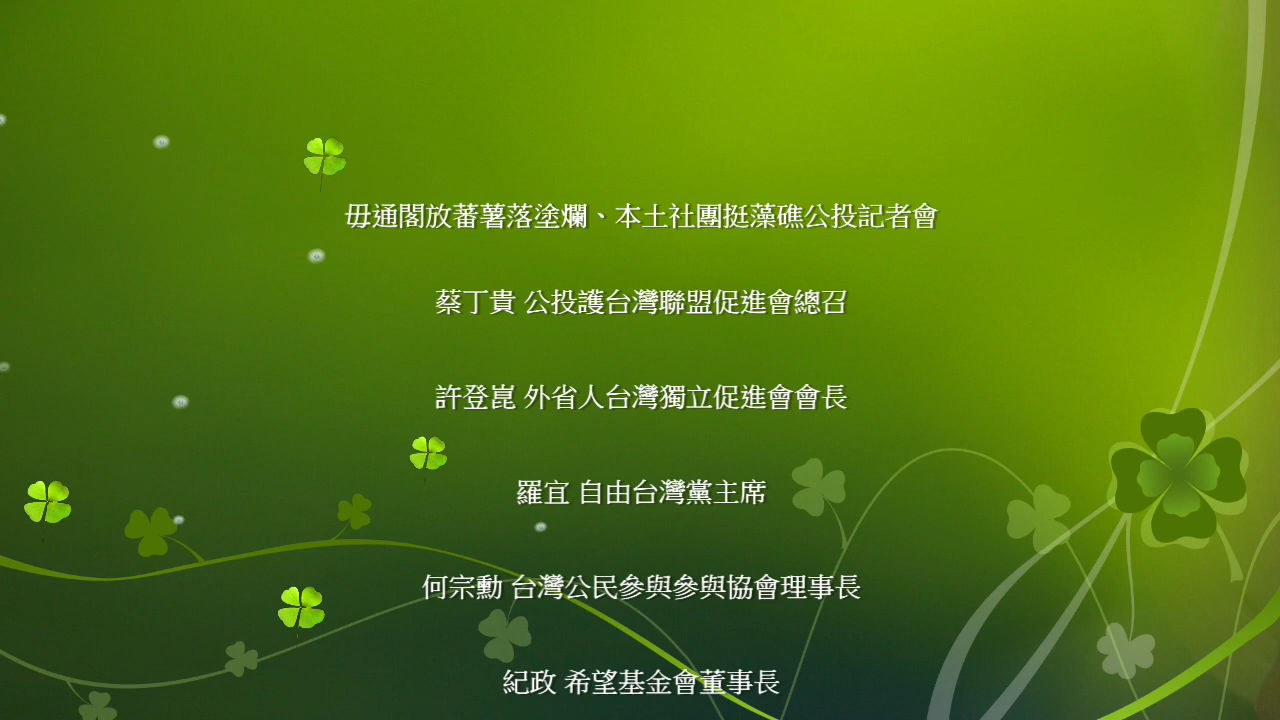 毋通閣放蕃薯落塗爛、本土社團挺藻礁公投記者會
蔡丁貴 公投護台灣聯盟促進會總召
許登崑 外省人台灣獨立促進會會長
羅宜 自由台灣黨主席
何宗勳 台灣公民參與參與協會理事長
紀政 希望基金會董事長